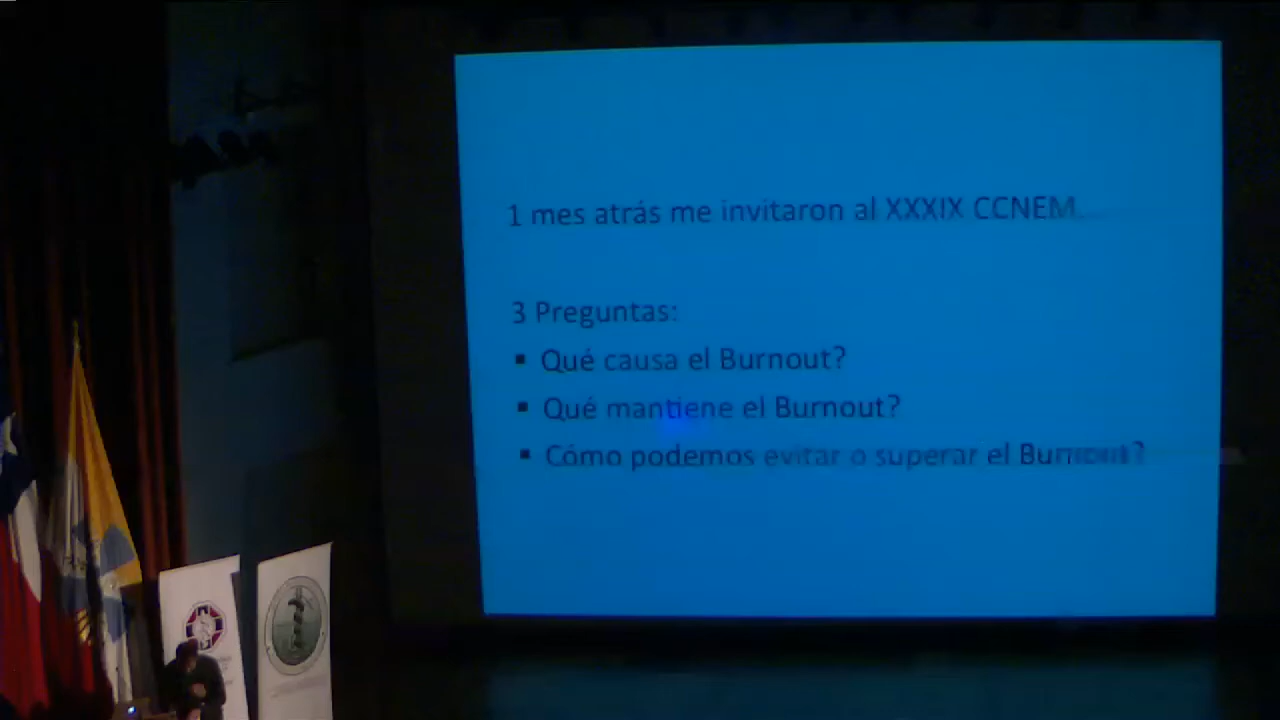 1 mes atrás me invitaron al XXXIX CCNEM.
3 Preguntas:
▪ Qué causa el Burnout?
▪ Qué mantiene el Burnout?
▪ Cómo podemos evitar o superar el Burnout?